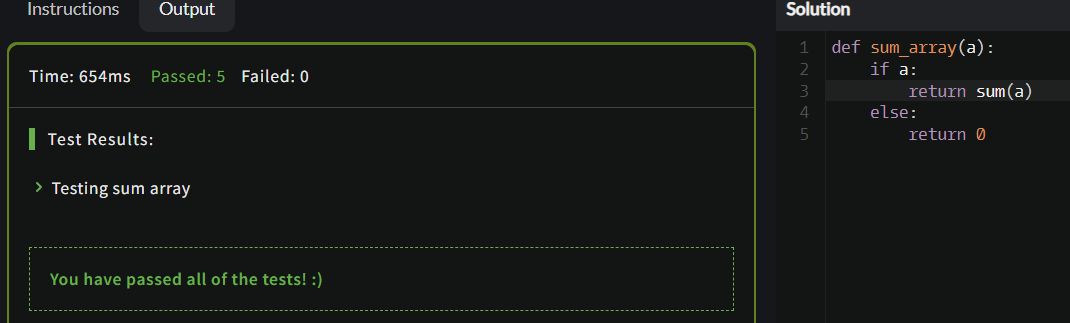 Instructions Output
Time: 654ms Passed: 5 Failed: 0
Test Results:
Testing sum array
You have passed all of the tests! :)
Solution
1 def sum_array(a):
2     if a:
3         return sum(a)
4     else:
5         return 0